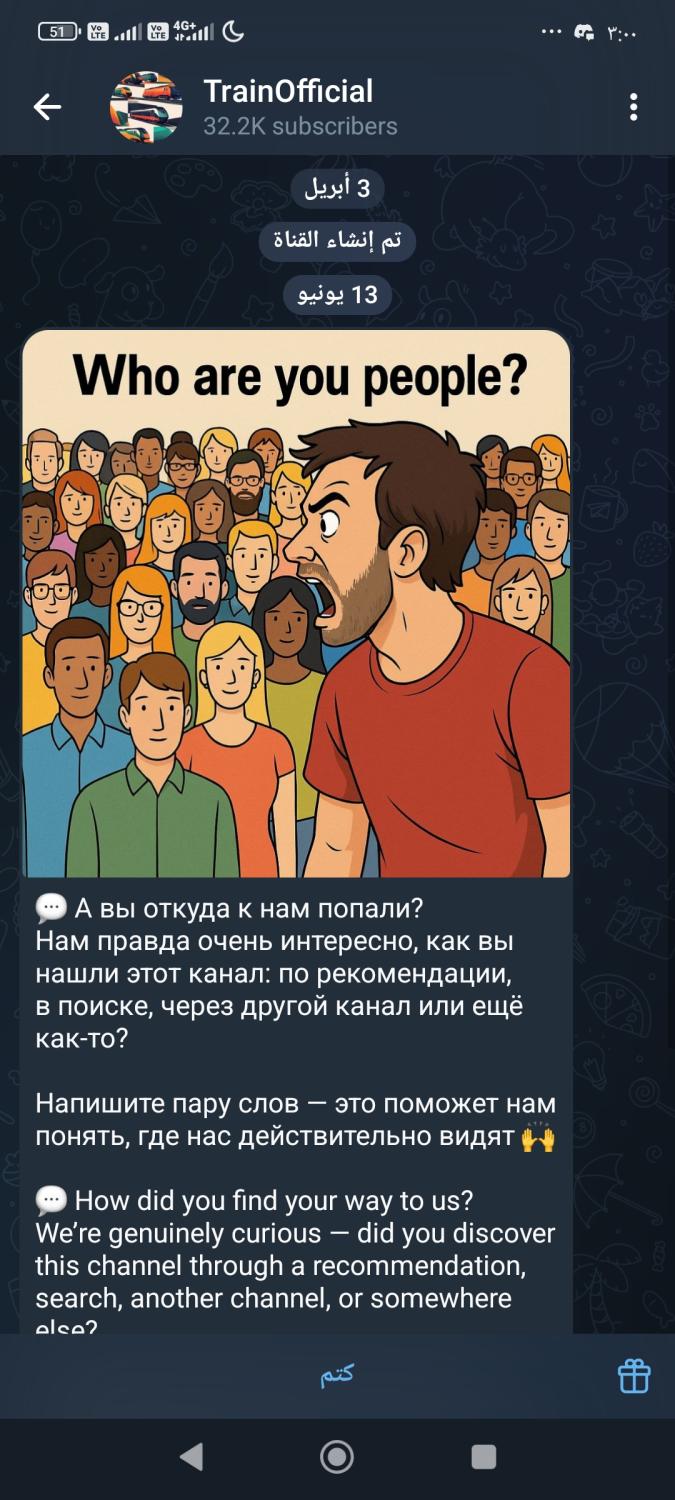 51
Vo LTE
Vo LTE
4G+
٣:٠٠
TrainOfficial
32.2K subscribers
3 أبريل
تم إنشاء القناة
13 يونيو
Who are you people?
💬 А вы откуда к нам попали?
Нам правда очень интересно, как вы
нашли этот канал: по рекомендации,
в поиске, через другой канал или ещё
как-то?
Напишите пару слов — это поможет нам
понять, где нас действительно видят 🙌
💬 How did you find your way to us?
We’re genuinely curious — did you discover
this channel through a recommendation,
search, another channel, or somewhere
else?
كتم